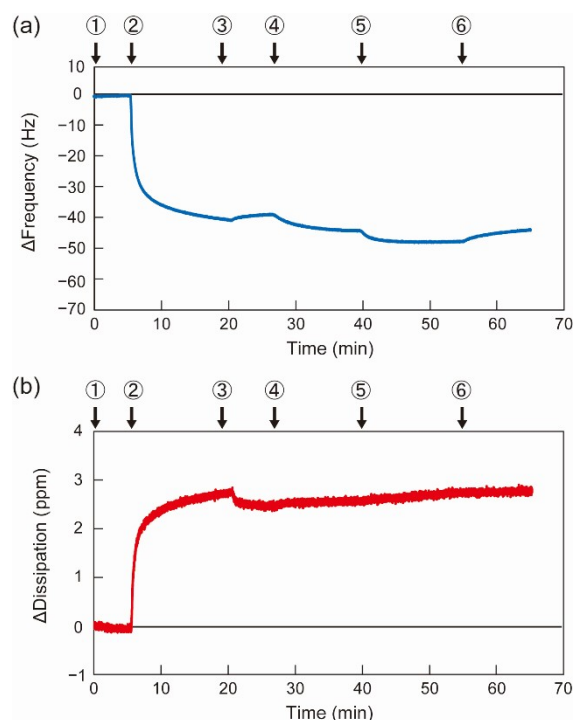 (a)
① ② ③ ④ ⑤ ⑥
10
0
−10
−20
−30
−40
−50
−60
−70
ΔFrequency (Hz)
0 10 20 30 40 50 60 70
Time (min)
(b)
① ② ③ ④ ⑤ ⑥
4
3
2
1
0
−1
ΔDissipation (ppm)
0 10 20 30 40 50 60 70
Time (min)